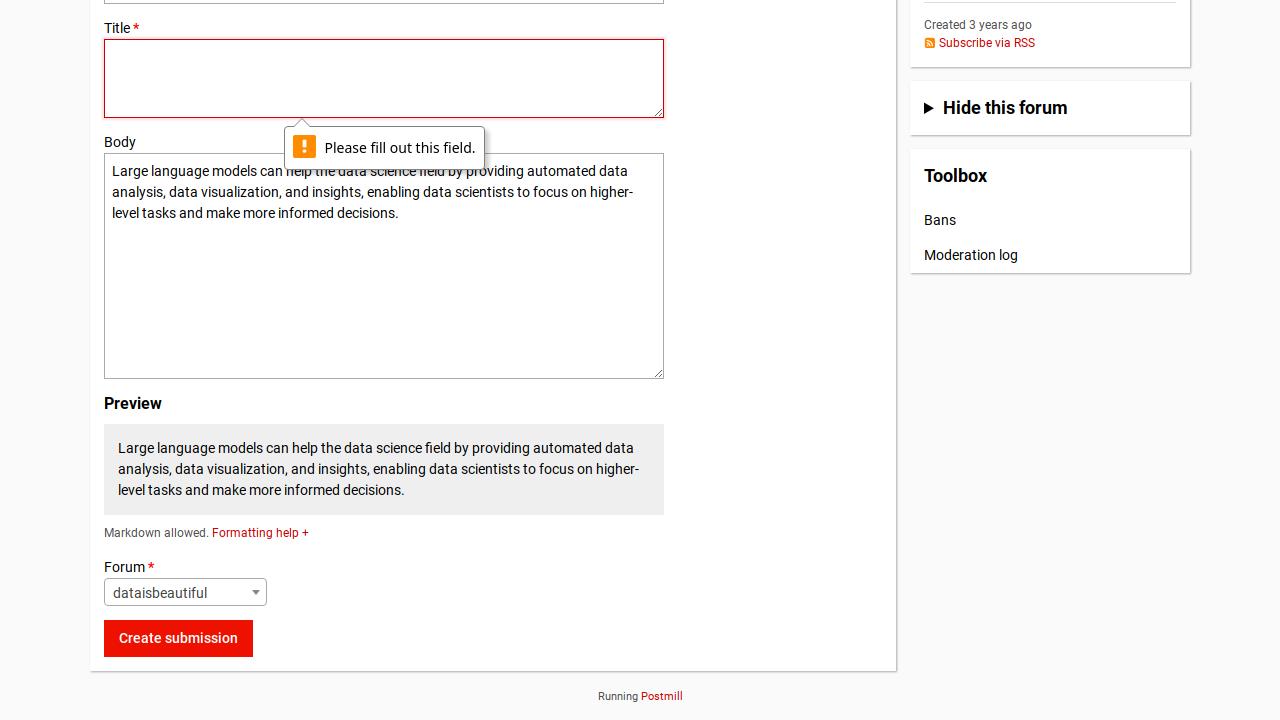 Title *
Please fill out this field.
Body
Large language models can help the data science field by providing automated data
analysis, data visualization, and insights, enabling data scientists to focus on higher-
level tasks and make more informed decisions.
Preview
Large language models can help the data science field by providing automated data
analysis, data visualization, and insights, enabling data scientists to focus on higher-
level tasks and make more informed decisions.
Markdown allowed. Formatting help +
Forum *
dataisbeautiful
Create submission
Created 3 years ago
Subscribe via RSS
Hide this forum
Toolbox
Bans
Moderation log
Running Postmill